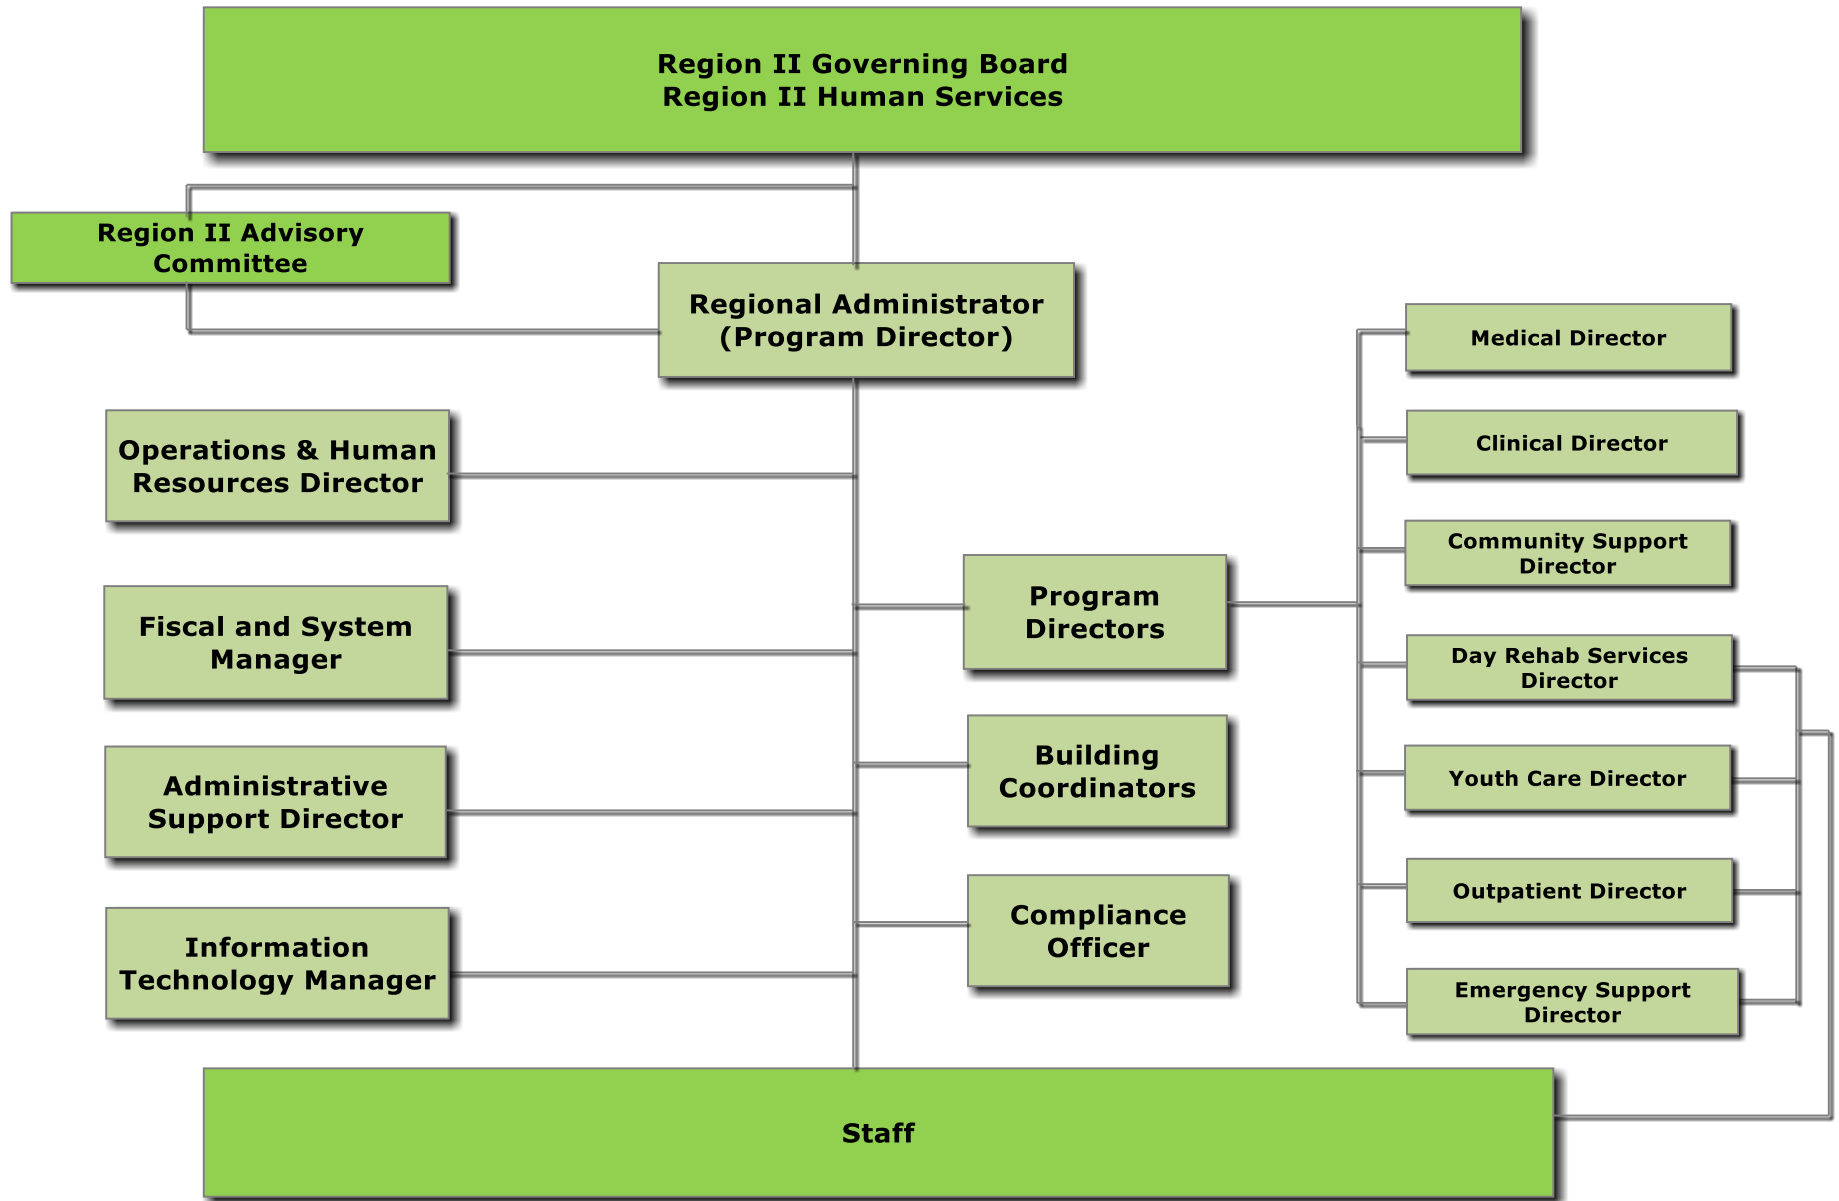 Region II Governing Board
Region II Human Services
Region II Advisory
Committee
Regional Administrator
(Program Director)
Operations & Human
Resources Director
Fiscal and System
Manager
Administrative
Support Director
Information
Technology Manager
Program
Directors
Building
Coordinators
Compliance
Officer
Medical Director
Clinical Director
Community Support
Director
Day Rehab Services
Director
Youth Care Director
Outpatient Director
Emergency Support
Director
Staff